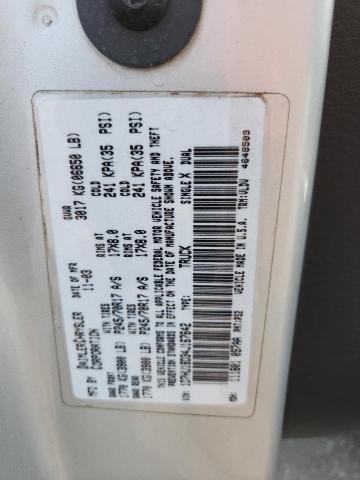 DAIMLERCHRYSLER CORPORATION
MFD BY
DATE OF MFR 11-03
GVWR 3017 KG(06650 LB)
GAWR FRONT 1770 KG(3900 LB)
WITH TIRES P245/70R17 A/S
RIMS AT 17X8.0
COLD 241 KPA(35 PSI)
GAWR REAR 1770 KG(3900 LB)
WITH TIRES P245/70R17 A/S
RIMS AT 17X8.0
COLD 241 KPA(35 PSI)
THIS VEHICLE CONFORMS TO ALL APPLICABLE FEDERAL MOTOR VEHICLE SAFETY AND THEFT
PREVENTION STANDARDS IN EFFECT ON THE DATE OF MANUFACTURE SHOWN ABOVE.
VIN: TRUCK SINGLE X DUAL
VEHICLE MADE IN U.S.A.
4648503